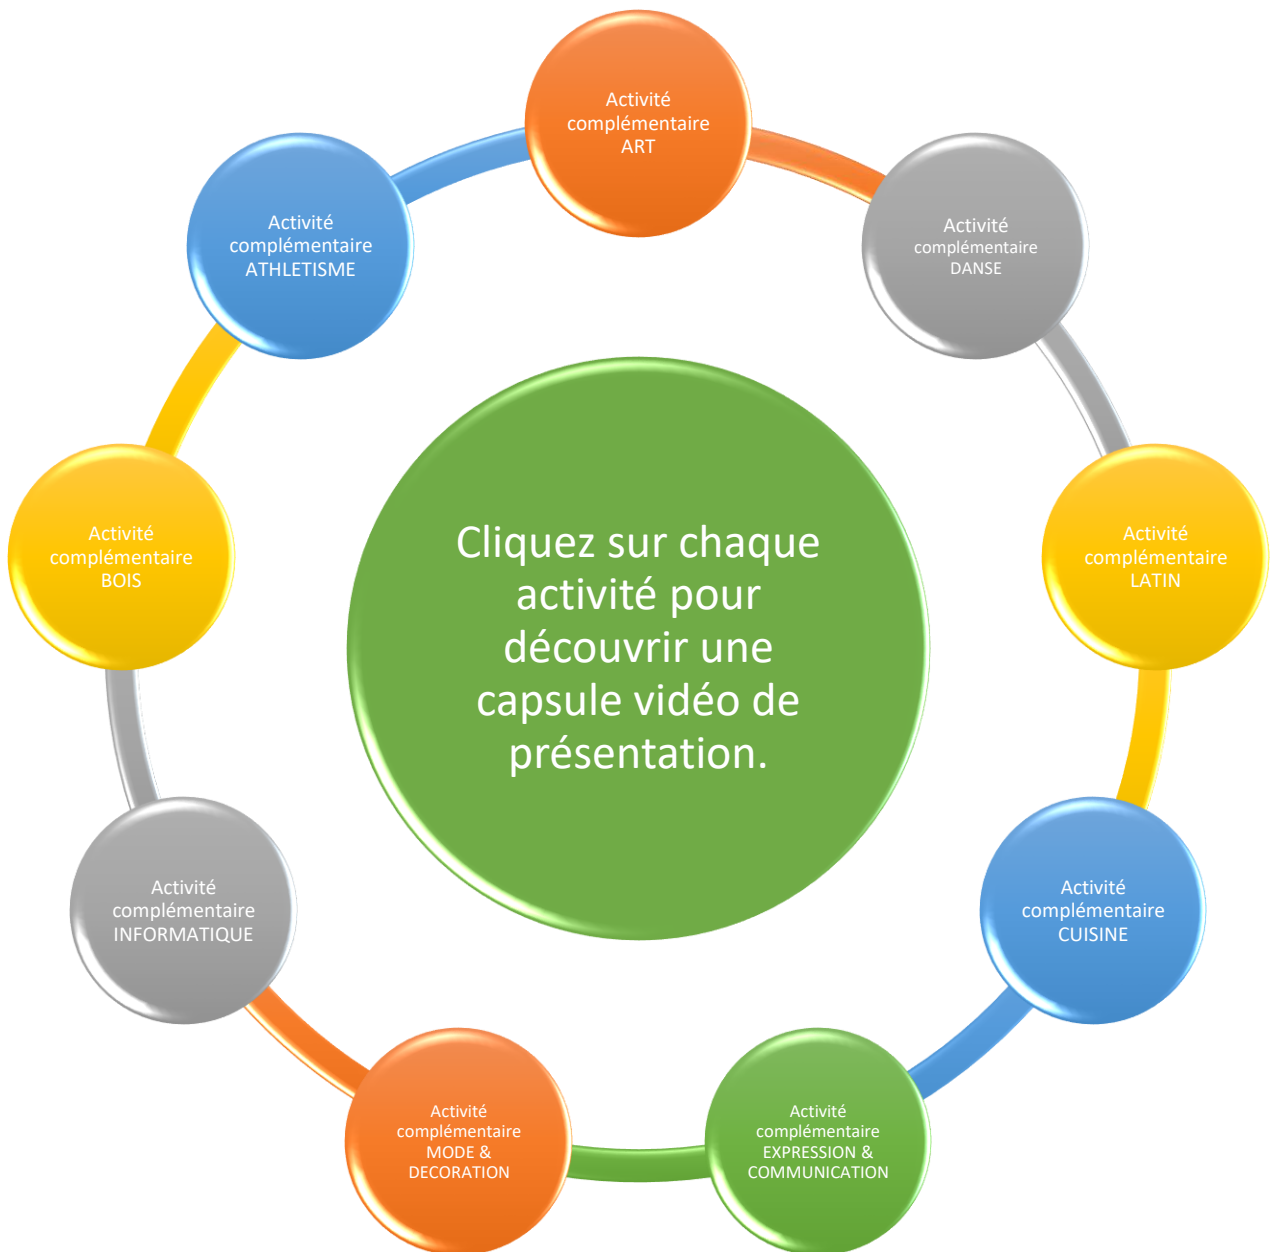 Activité
complémentaire
ART
Activité
complémentaire
DANSE
Activité
complémentaire
LATIN
Activité
complémentaire
CUISINE
Activité
complémentaire
EXPRESSION &
COMMUNICATION
Activité
complémentaire
MODE &
DECORATION
Activité
complémentaire
INFORMATIQUE
Activité
complémentaire
BOIS
Activité
complémentaire
ATHLETISME
Cliquez sur chaque
activité pour
découvrir une
capsule vidéo de
présentation.